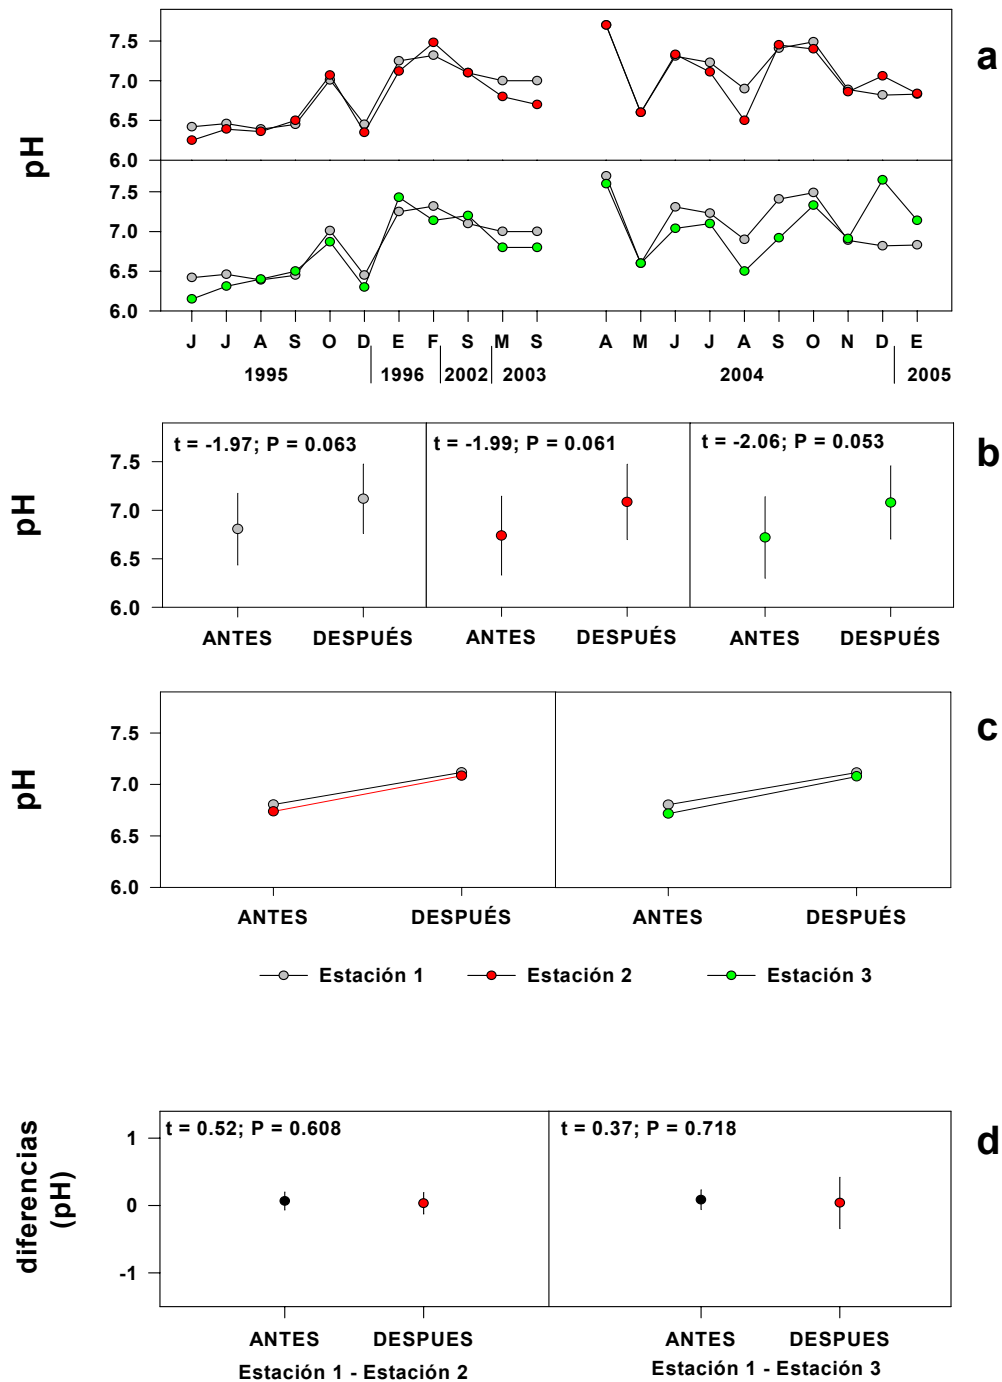 a
pH
7.5
7.0
6.5
6.0
7.5
7.0
6.5
6.0
J J A S O D E F S M S A M J J A S O N D E
1995 1996 2002 2003 2004 2005
b
pH
t = -1.97; P = 0.063 t = -1.99; P = 0.061 t = -2.06; P = 0.053
7.5
7.0
6.5
6.0
ANTES DESPUÉS ANTES DESPUÉS ANTES DESPUÉS
c
pH
7.5
7.0
6.5
6.0
ANTES DESPUÉS ANTES DESPUÉS
Estación 1 Estación 2 Estación 3
d
diferencias
(pH)
t = 0.52; P = 0.608 t = 0.37; P = 0.718
1
0
-1
ANTES DESPUES ANTES DESPUES
Estación 1 - Estación 2 Estación 1 - Estación 3